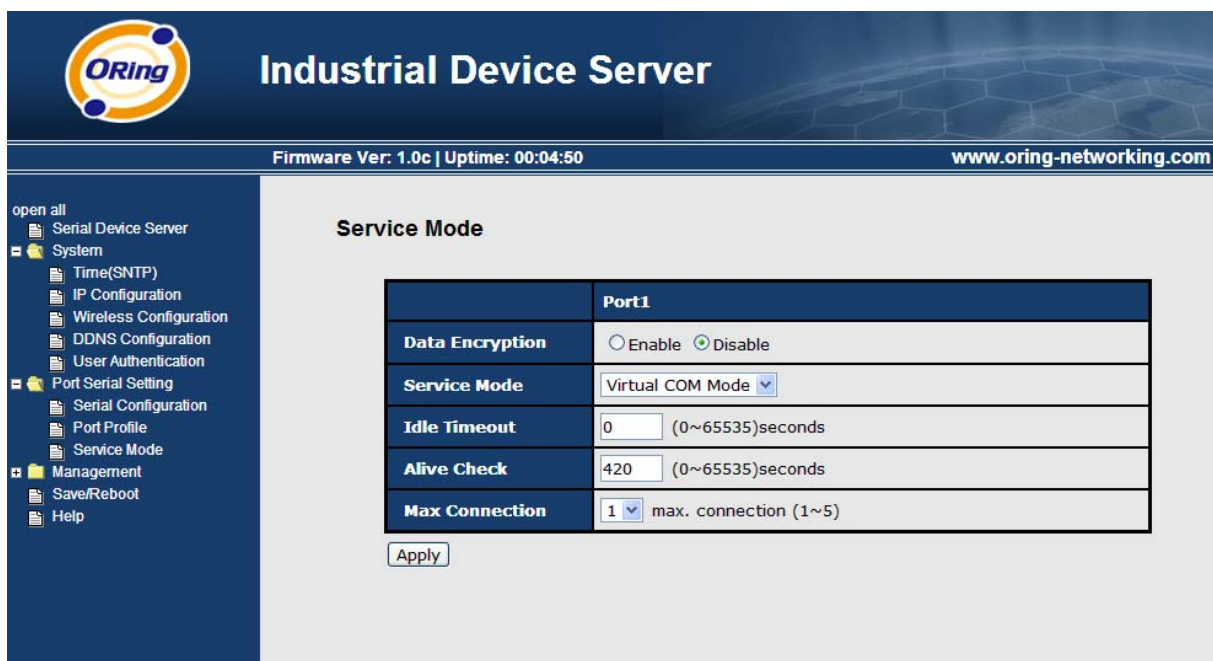 ORing
Industrial Device Server
Firmware Ver: 1.0c | Uptime: 00:04:50
www.oring-networking.com
open all
Serial Device Server
System
Time(SNTP)
IP Configuration
Wireless Configuration
DDNS Configuration
User Authentication
Port Serial Setting
Serial Configuration
Port Profile
Service Mode
Management
Save/Reboot
Help
Service Mode
Port1
Data Encryption Enable Disable
Service Mode Virtual COM Mode
Idle Timeout 0 (0~65535)seconds
Alive Check 420 (0~65535)seconds
Max Connection 1 max. connection (1~5)
Apply